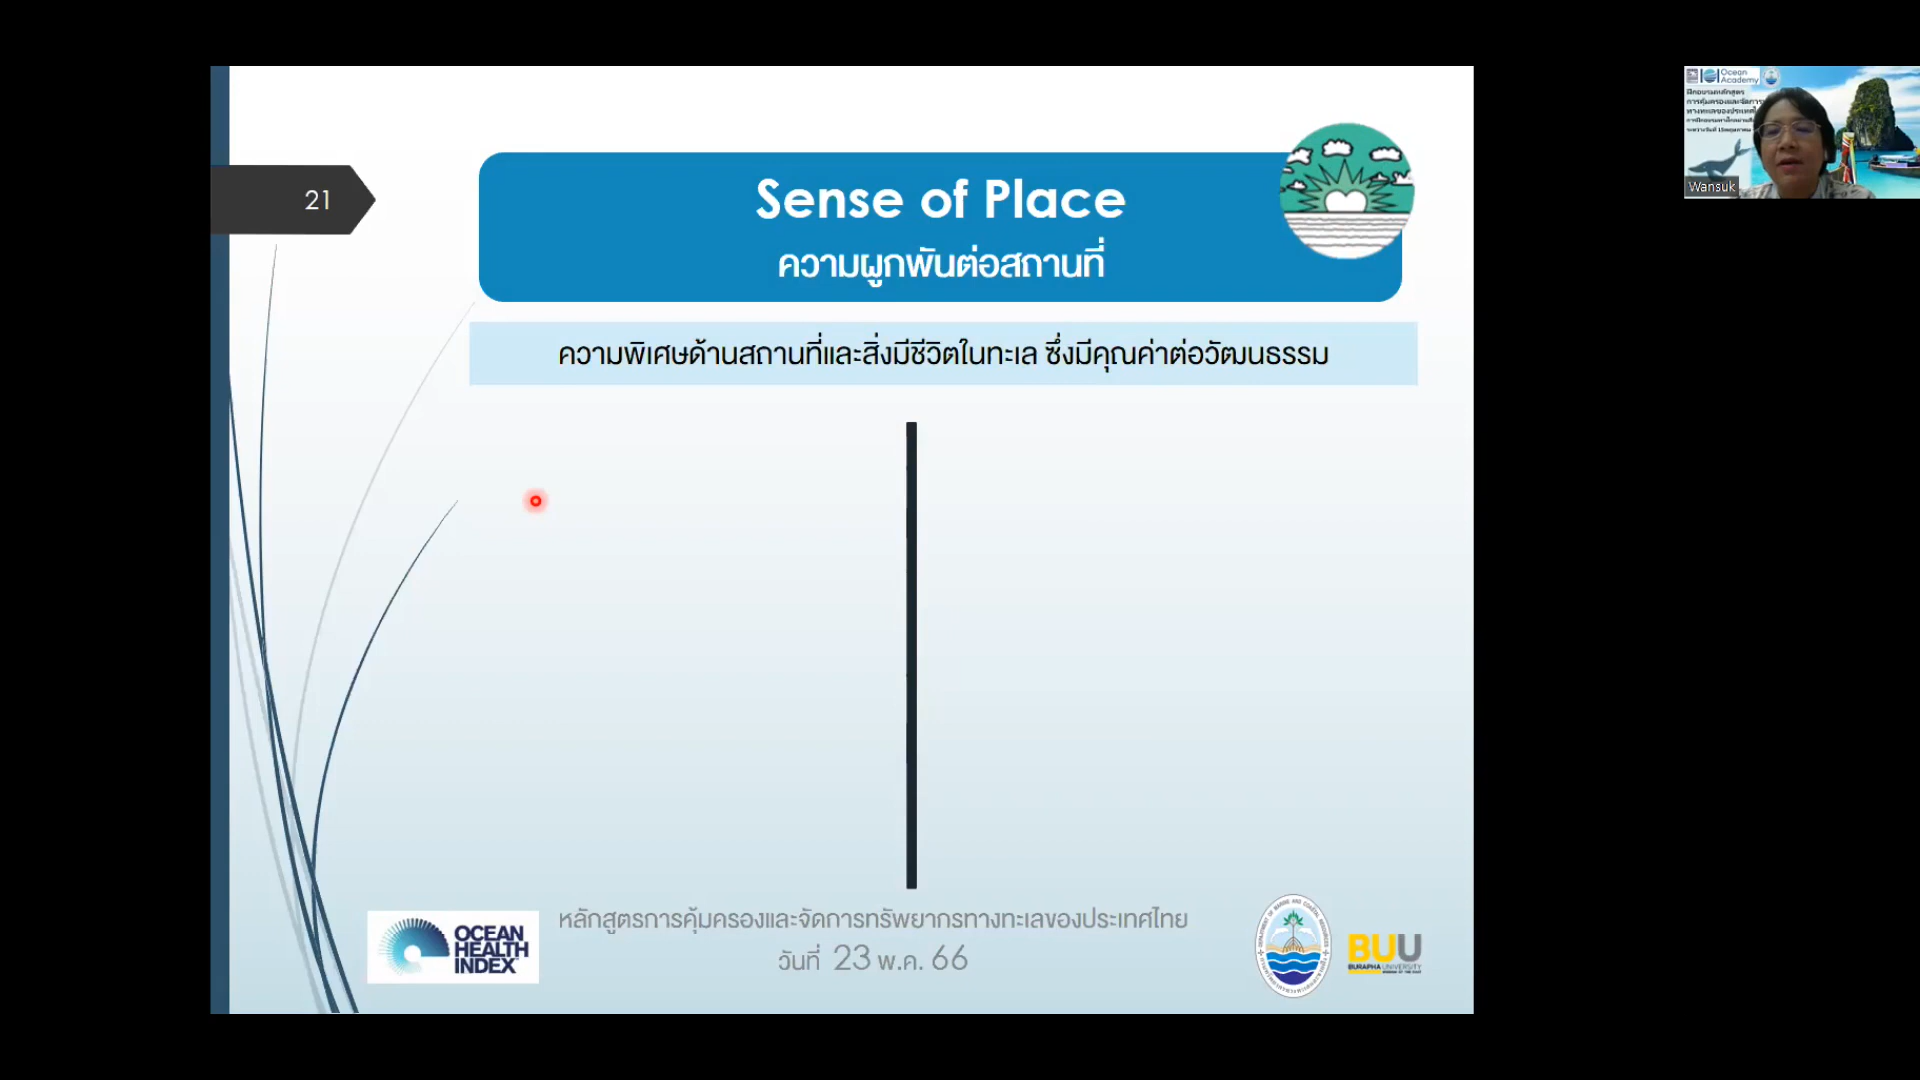 21
Sense of Place
ความผูกพันต่อสถานที่
ความพิเศษด้านสถานที่และสิ่งมีชีวิตในทะเล ซึ่งมีคุณค่าต่อวัฒนธรรม
OCEAN
HEALTH
INDEX
หลักสูตรการคุ้มครองและจัดการทรัพยากรทางทะเลของประเทศไทย
วันที่ 23 พ.ค. 66
BUU
BURAPHA UNIVERSITY
Ocean
Academy
Wansuk